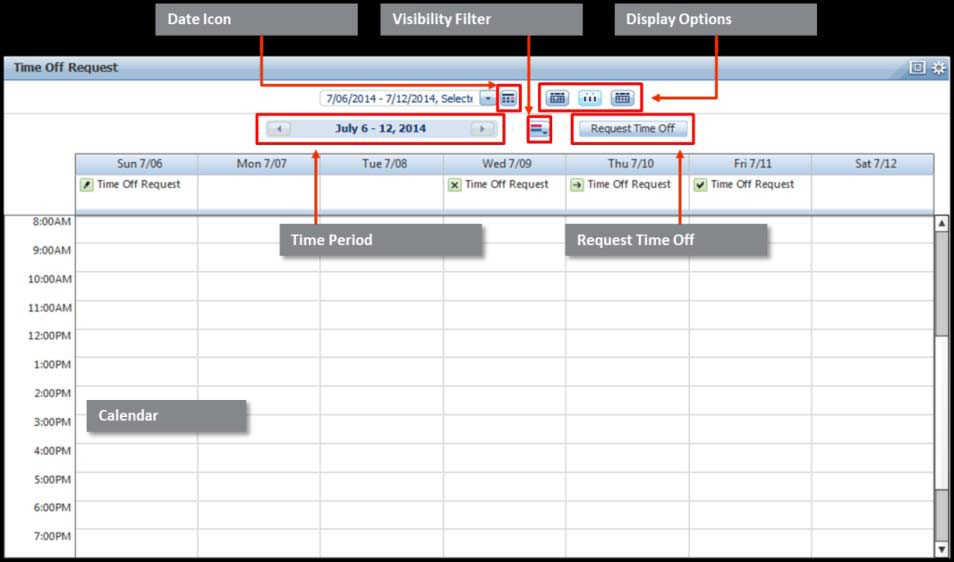 Date Icon
Visibility Filter
Display Options
Time Off Request
7/06/2014 - 7/12/2014, Selecte
July 6 - 12, 2014
Request Time Off
Sun 7/06
Mon 7/07
Tue 7/08
Wed 7/09
Thu 7/10
Fri 7/11
Sat 7/12
Time Off Request
Time Off Request
Time Off Request
Time Off Request
8:00AM
Time Period
Request Time Off
9:00AM
10:00AM
11:00AM
12:00PM
1:00PM
2:00PM
Calendar
3:00PM
4:00PM
5:00PM
6:00PM
7:00PM